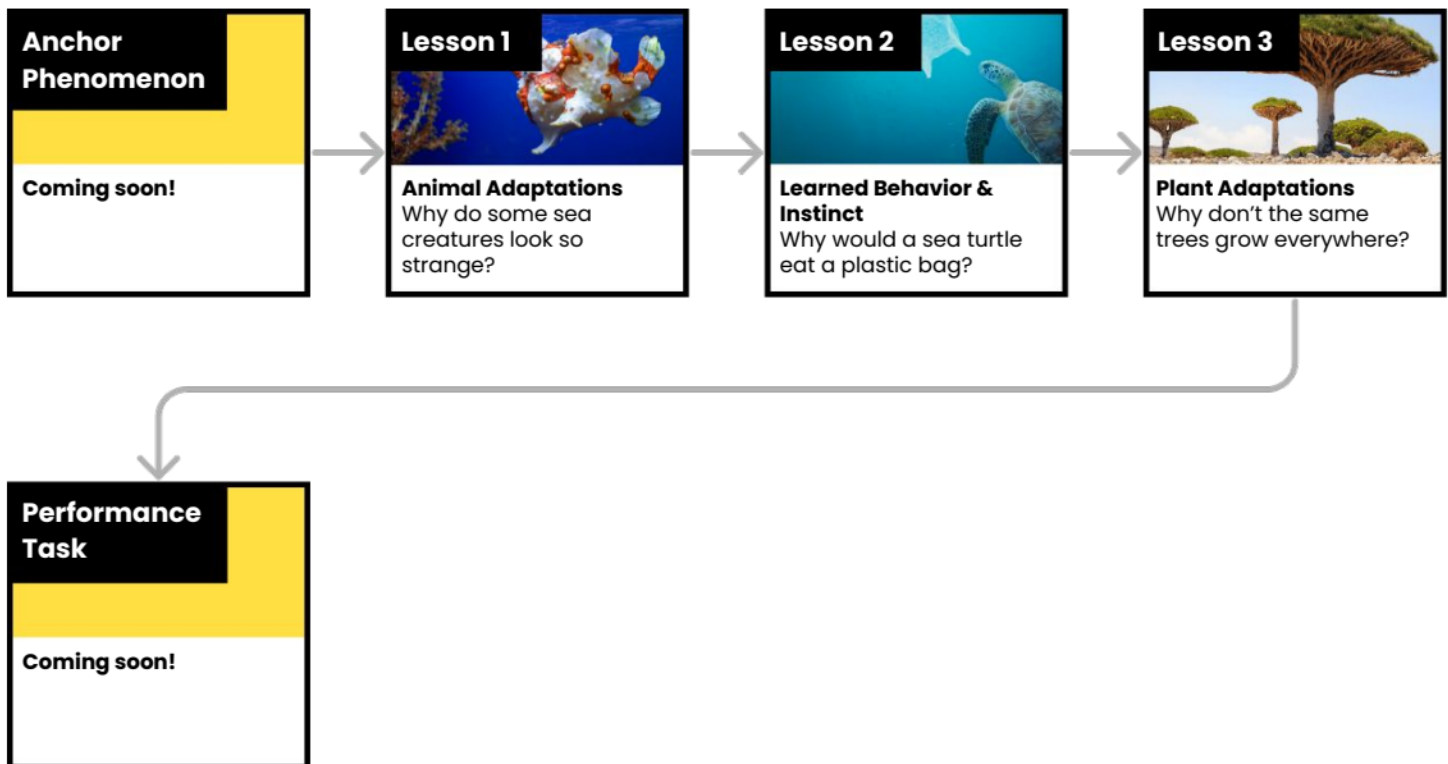 Anchor
Phenomenon
Coming soon!
Lesson 1
Animal Adaptations
Why do some sea
creatures look so
strange?
Lesson 2
Learned Behavior &
Instinct
Why would a sea turtle
eat a plastic bag?
Lesson 3
Plant Adaptations
Why don’t the same
trees grow everywhere?
Performance
Task
Coming soon!